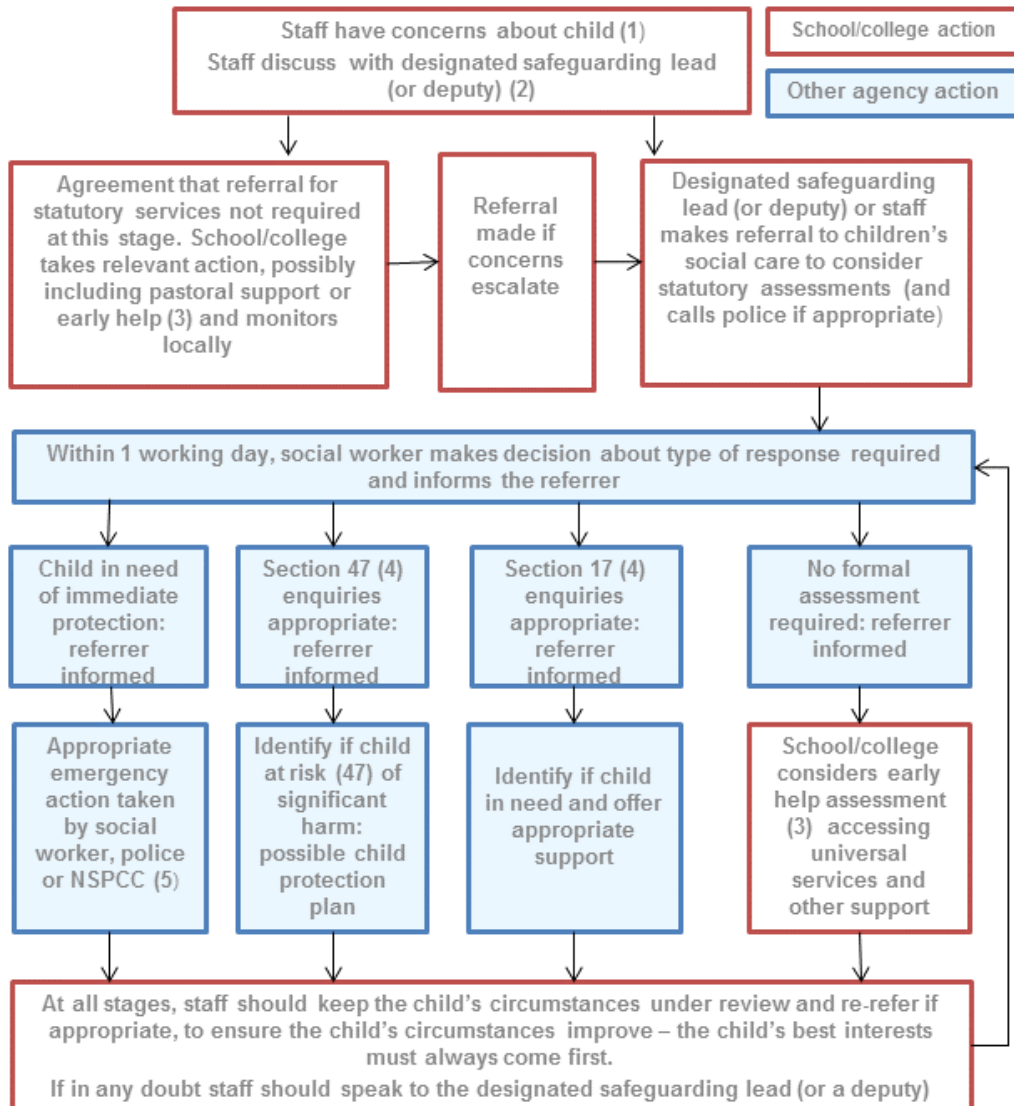 Staff have concerns about child (1)
Staff discuss with designated safeguarding lead
(or deputy) (2)
School/college action
Other agency action
Agreement that referral for
statutory services not required
at this stage. School/college
takes relevant action, possibly
including pastoral support or
early help (3) and monitors
locally
Referral
made if
concerns
escalate
Designated safeguarding
lead (or deputy) or staff
makes referral to children’s
social care to consider
statutory assessments (and
calls police if appropriate)
Within 1 working day, social worker makes decision about type of response required
and informs the referrer
Child in need
of immediate
protection:
referrer
informed
Section 47 (4)
enquiries
appropriate:
referrer
informed
Section 17 (4)
enquiries
appropriate:
referrer
informed
No formal
assessment
required: referrer
informed
Appropriate
emergency
action taken
by social
worker, police
or NSPCC (5)
Identify if child
at risk (47) of
significant
harm:
possible child
protection
plan
Identify if child
in need and offer
appropriate
support
School/college
considers early
help assessment
(3) accessing
universal
services and
other support
At all stages, staff should keep the child’s circumstances under review and re-refer if
appropriate, to ensure the child’s circumstances improve – the child’s best interests
must always come first.
If in any doubt staff should speak to the designated safeguarding lead (or a deputy)